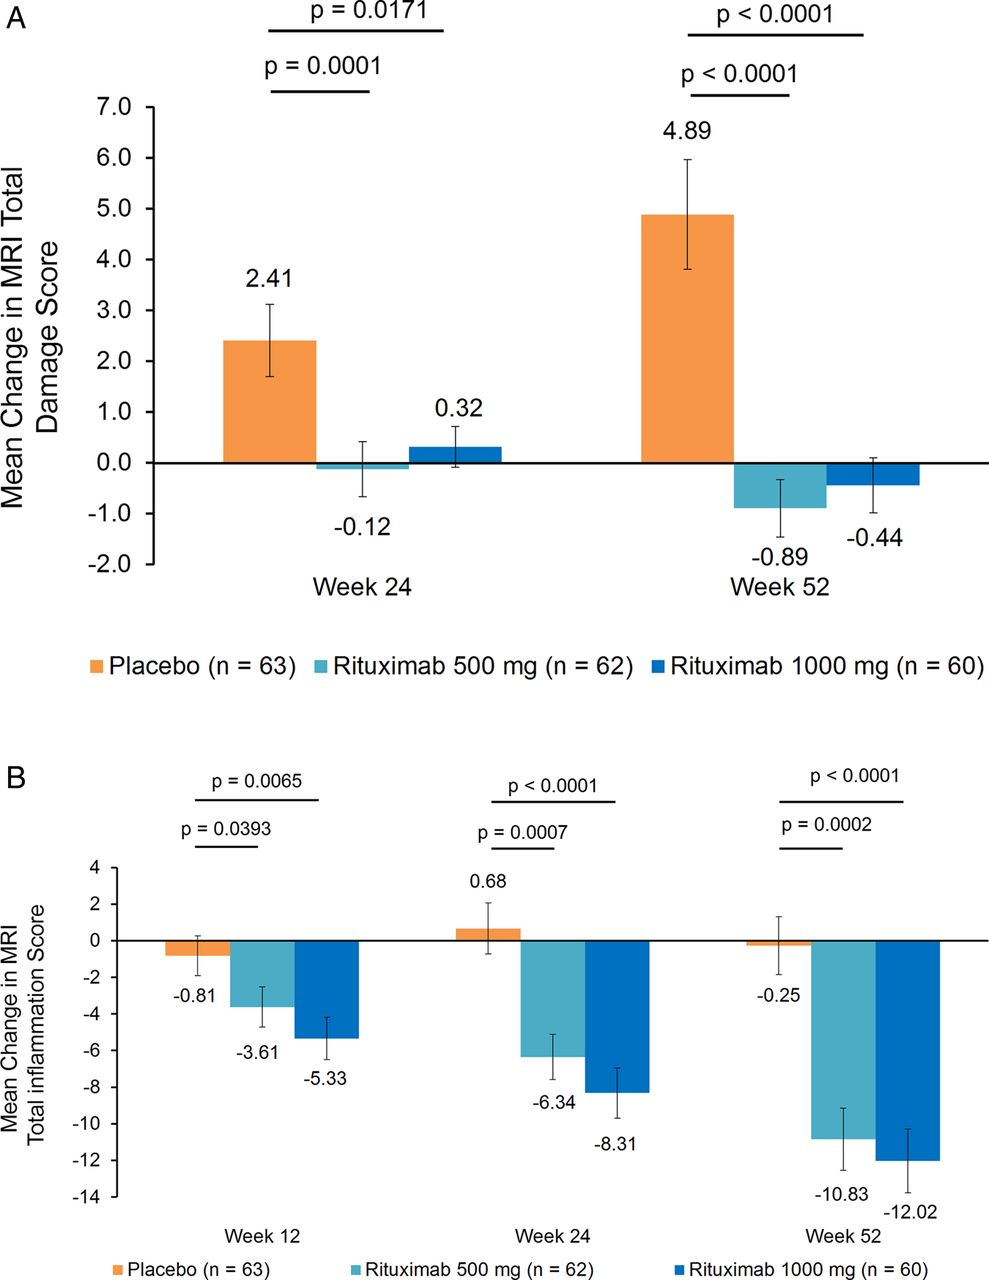 A
p = 0.0171
p < 0.0001
p = 0.0001
p < 0.0001
Mean Change in MRI Total
Damage Score
7.0
6.0
5.0
4.0
3.0
2.0
1.0
0.0
-1.0
-2.0
2.41
-0.12
0.32
4.89
-0.89
-0.44
Week 24
Week 52
Placebo (n = 63)
Rituximab 500 mg (n = 62)
Rituximab 1000 mg (n = 60)
B
p = 0.0065
p < 0.0001
p < 0.0001
p = 0.0393
p = 0.0007
p = 0.0002
Mean Change in MRI
Total inflammation Score
4
2
0
-2
-4
-6
-8
-10
-12
-14
-0.81
-3.61
-5.33
0.68
-6.34
-8.31
-0.25
-10.83
-12.02
Week 12
Week 24
Week 52
Placebo (n = 63)
Rituximab 500 mg (n = 62)
Rituximab 1000 mg (n = 60)